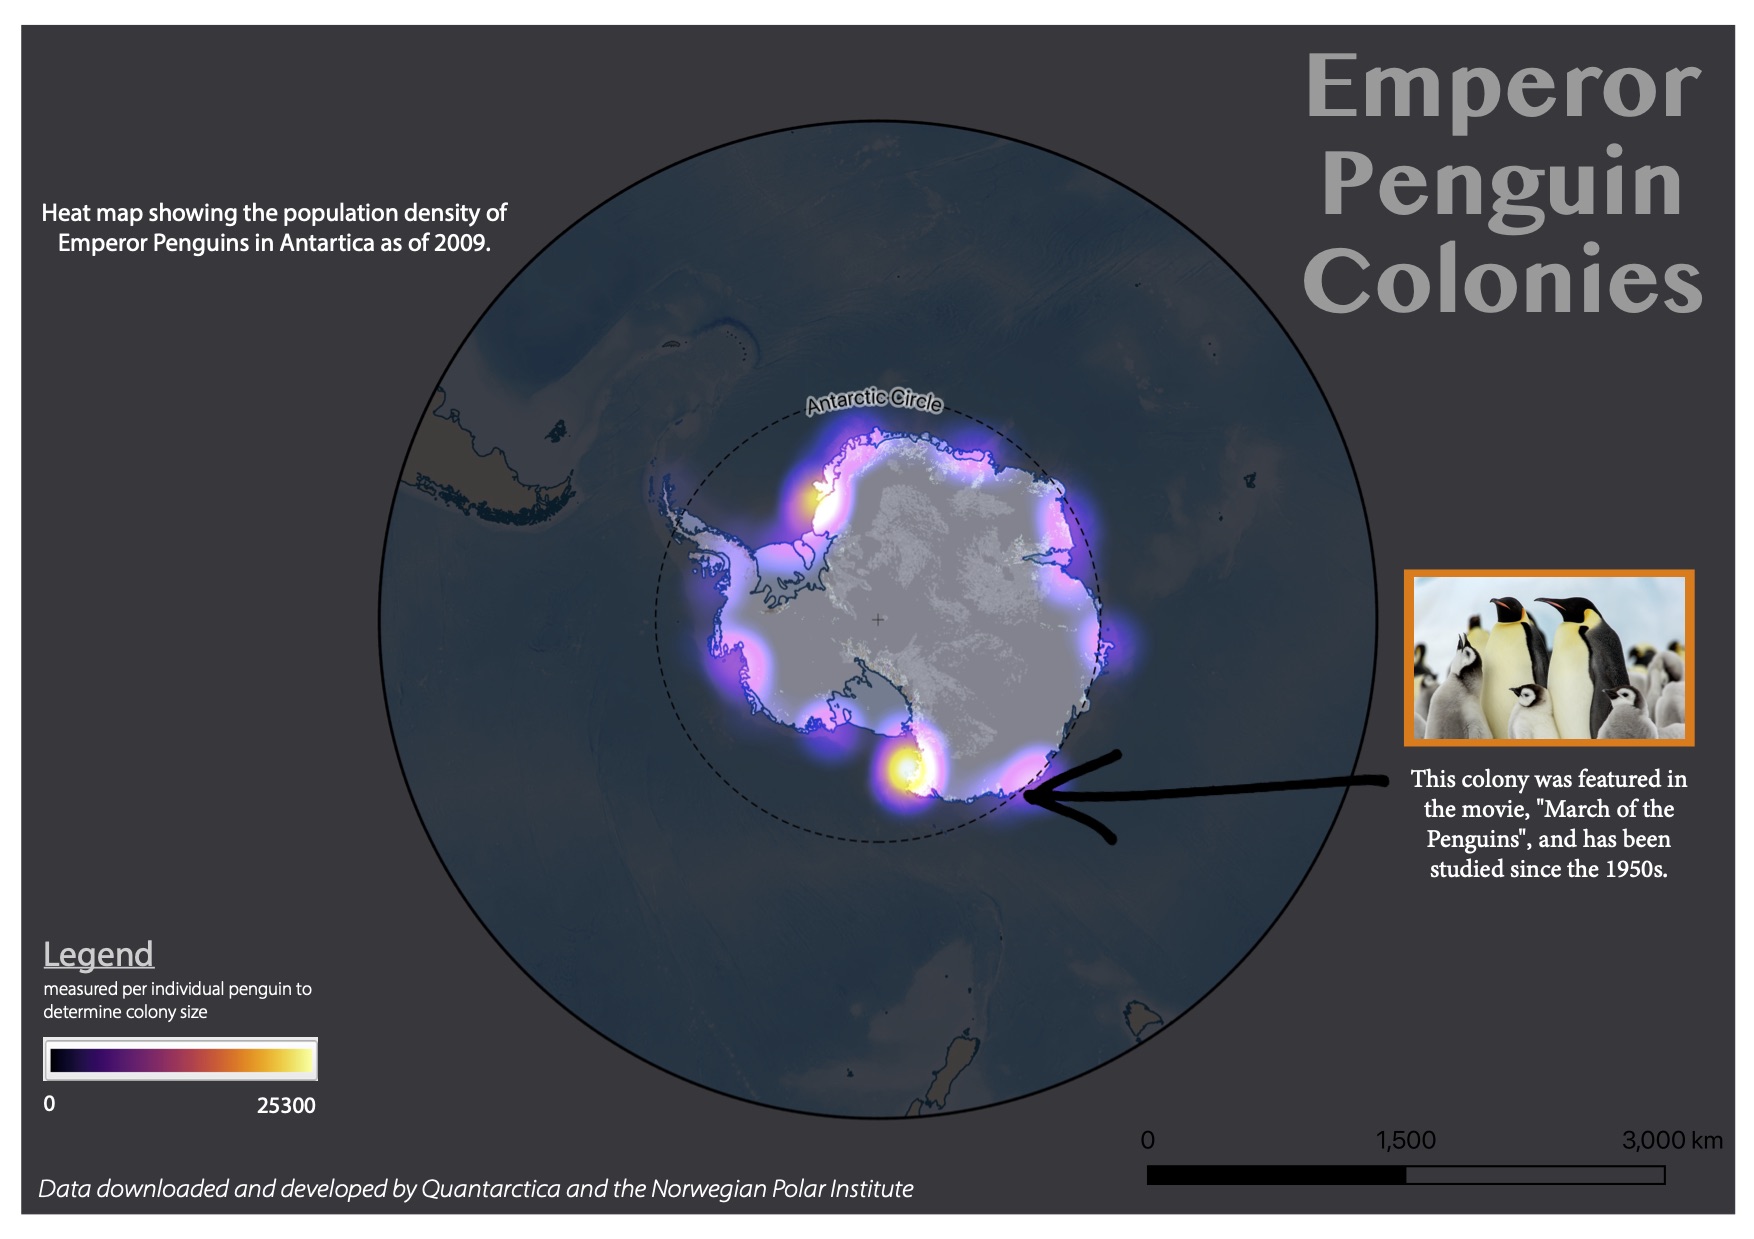 Emperor
Penguin
Colonies
Heat map showing the population density of
Emperor Penguins in Antartica as of 2009.
Antarctic Circle
This colony was featured in
the movie, "March of the
Penguins", and has been
studied since the 1950s.
Legend
measured per individual penguin to
determine colony size
0 25300
0 1,500 3,000 km
Data downloaded and developed by Quantarctica and the Norwegian Polar Institute